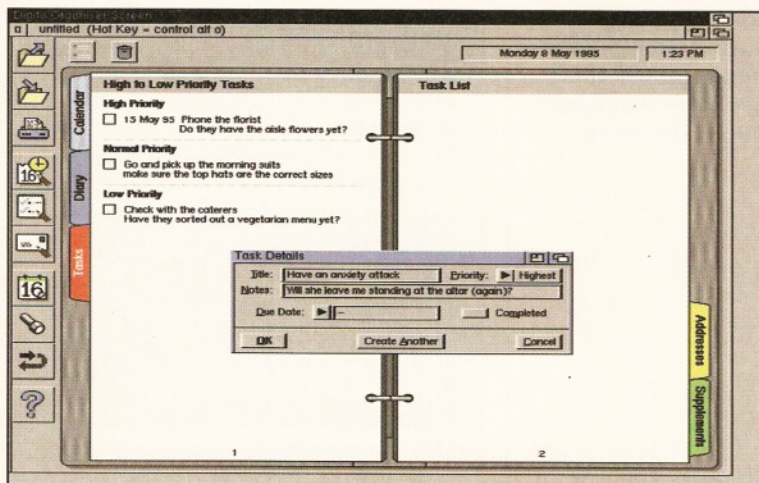 Digita Organiser Screen
untitled (Hot Key = control alt o)
Monday 8 May 1995
1:23 PM
Calendar
Diary
Tasks
High to Low Priority Tasks
High Priority
15 May 95 Phone the florist
Do they have the aisle flowers yet?
Normal Priority
Go and pick up the morning suits
make sure the top hats are the correct sizes
Low Priority
Check with the caterers
Have they sorted out a vegetarian menu yet?
1
Task List
2
Addresses
Supplements
16
16
Task Details
Title: Have an anxiety attack
Priority: Highest
Notes: Will she leave me standing at the altar (again)?
Due Date: –
Completed
OK
Create Another
Cancel